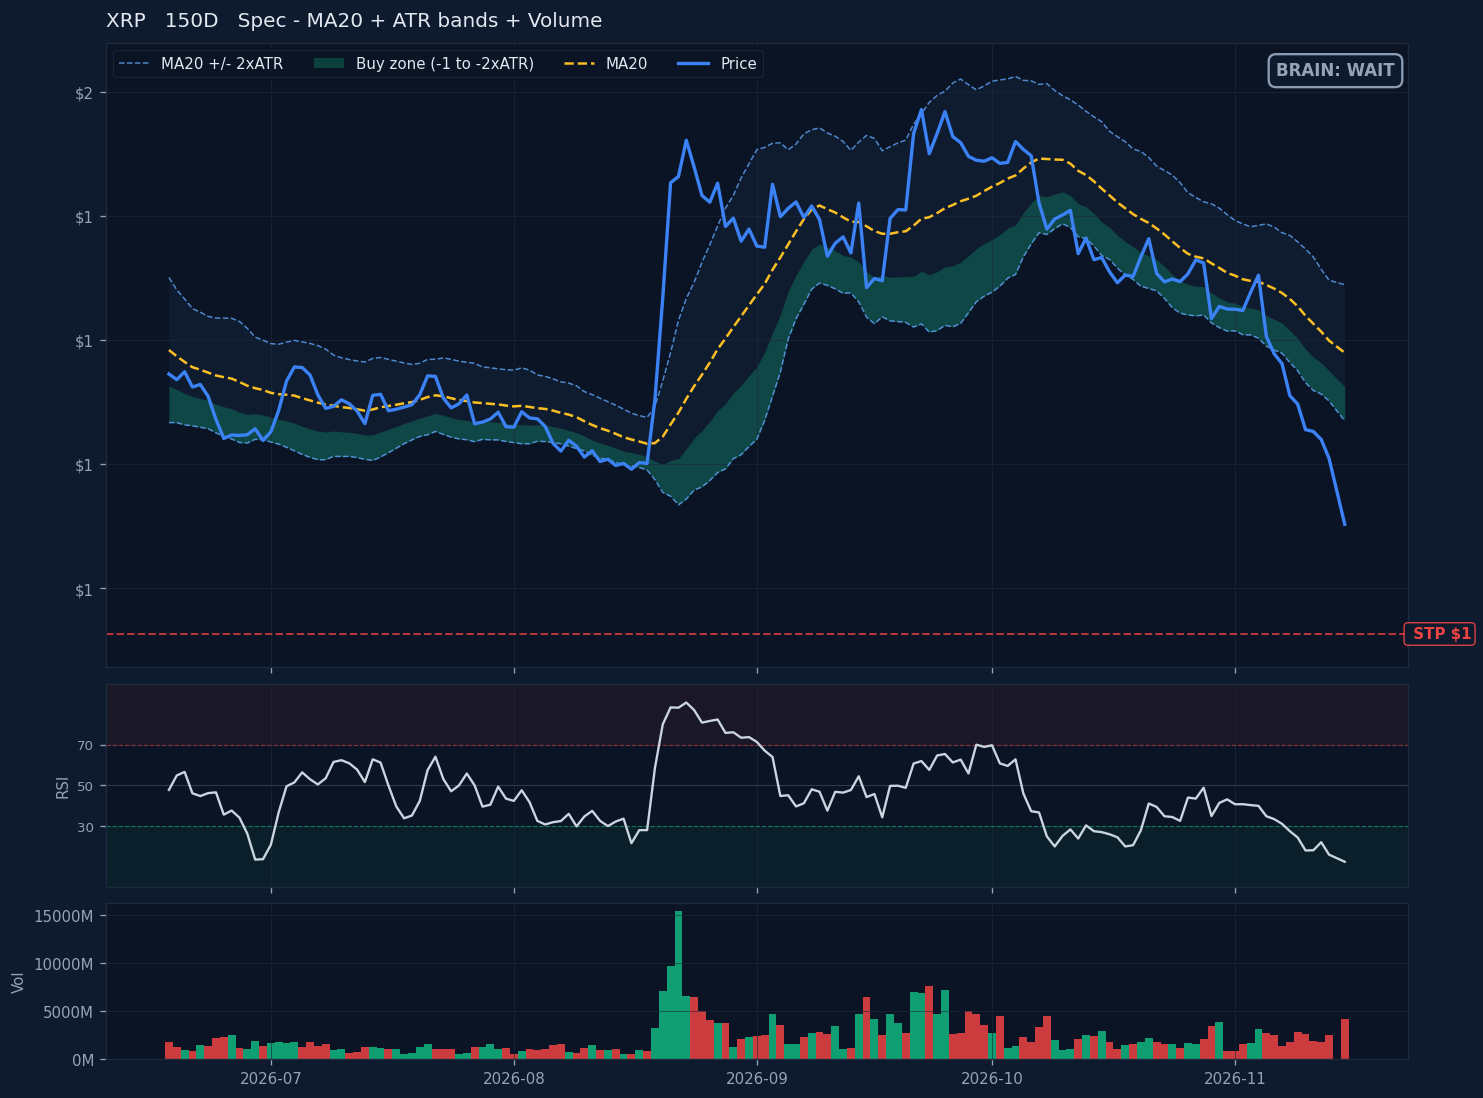 XRP   150D   Spec - MA20 + ATR bands + Volume
MA20 +/- 2xATR
Buy zone (-1 to -2xATR)
MA20
Price
BRAIN: WAIT
$2
$1
$1
$1
$1
STP $1
RSI
70
50
30
Vol
15000M
10000M
5000M
0M
2026-07
2026-08
2026-09
2026-10
2026-11